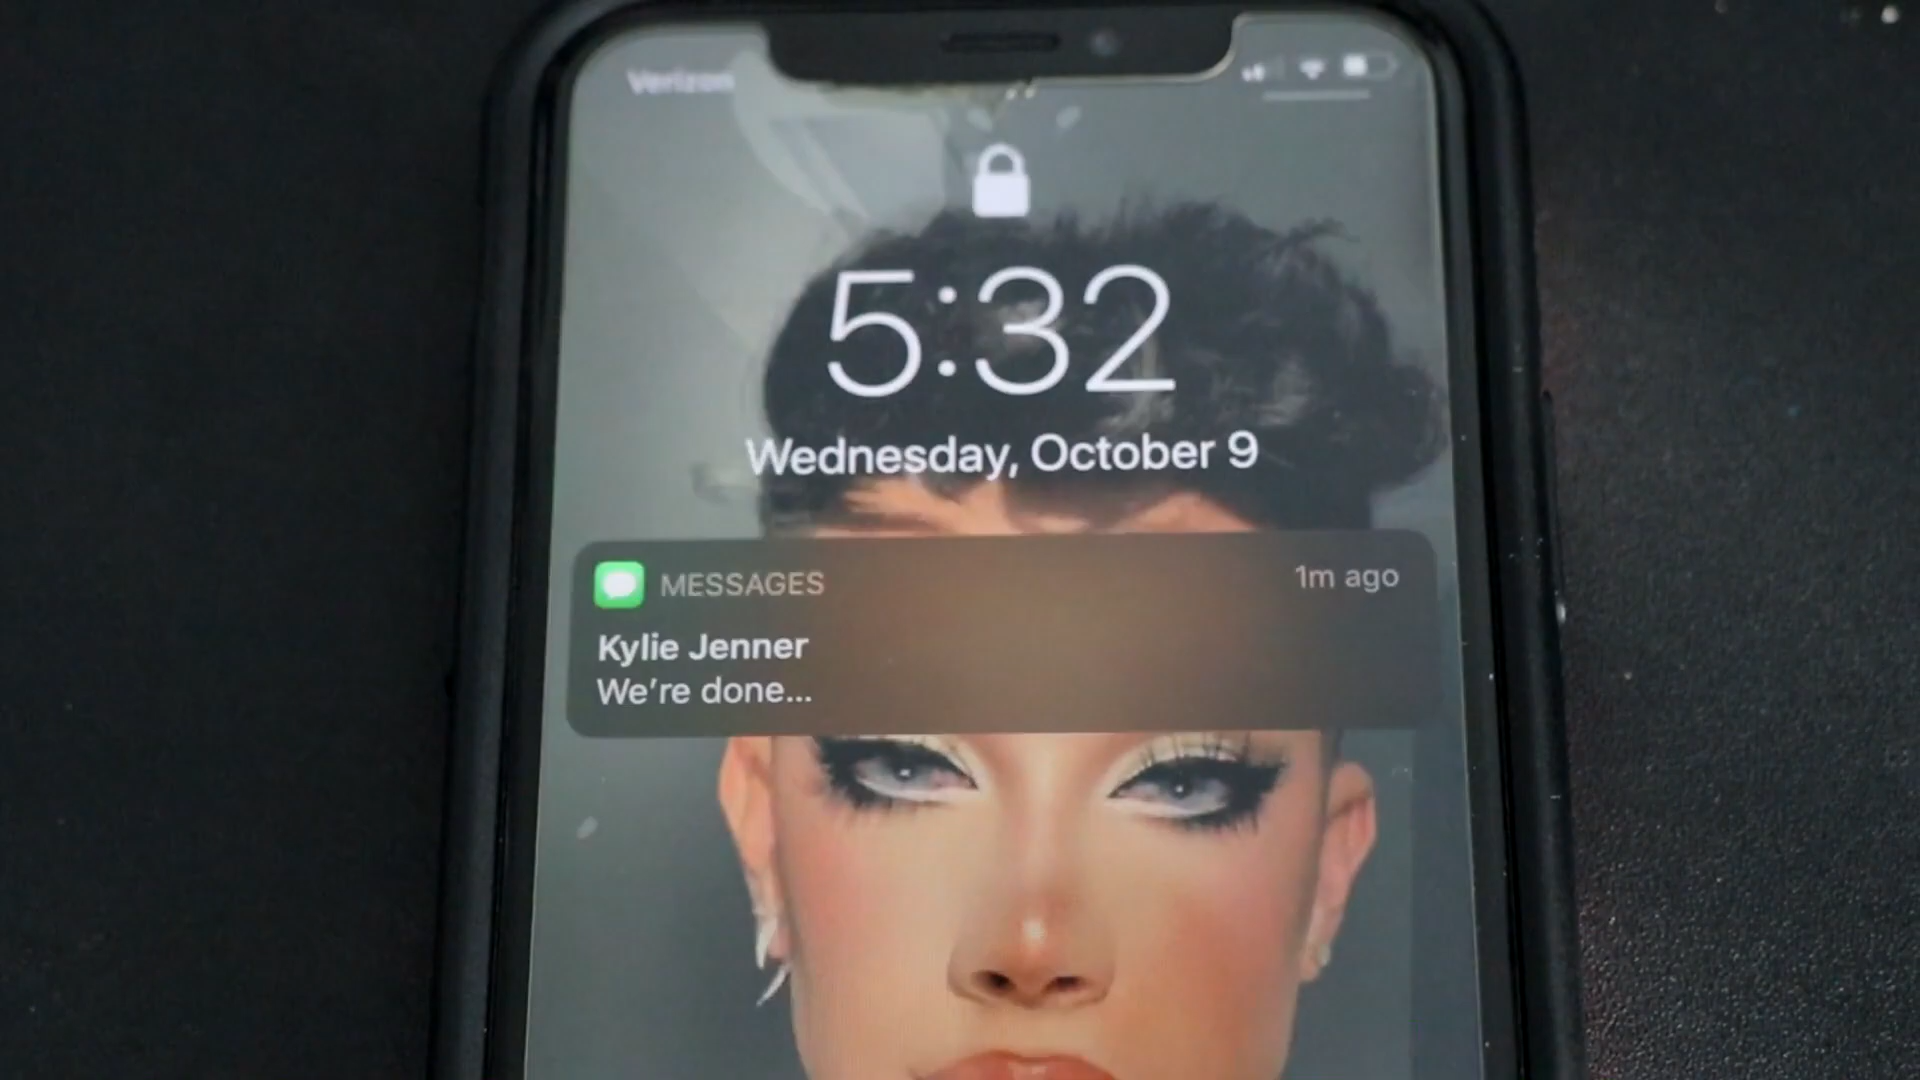 Verizon
5:32
Wednesday, October 9
MESSAGES
1m ago
Kylie Jenner
We’re done...